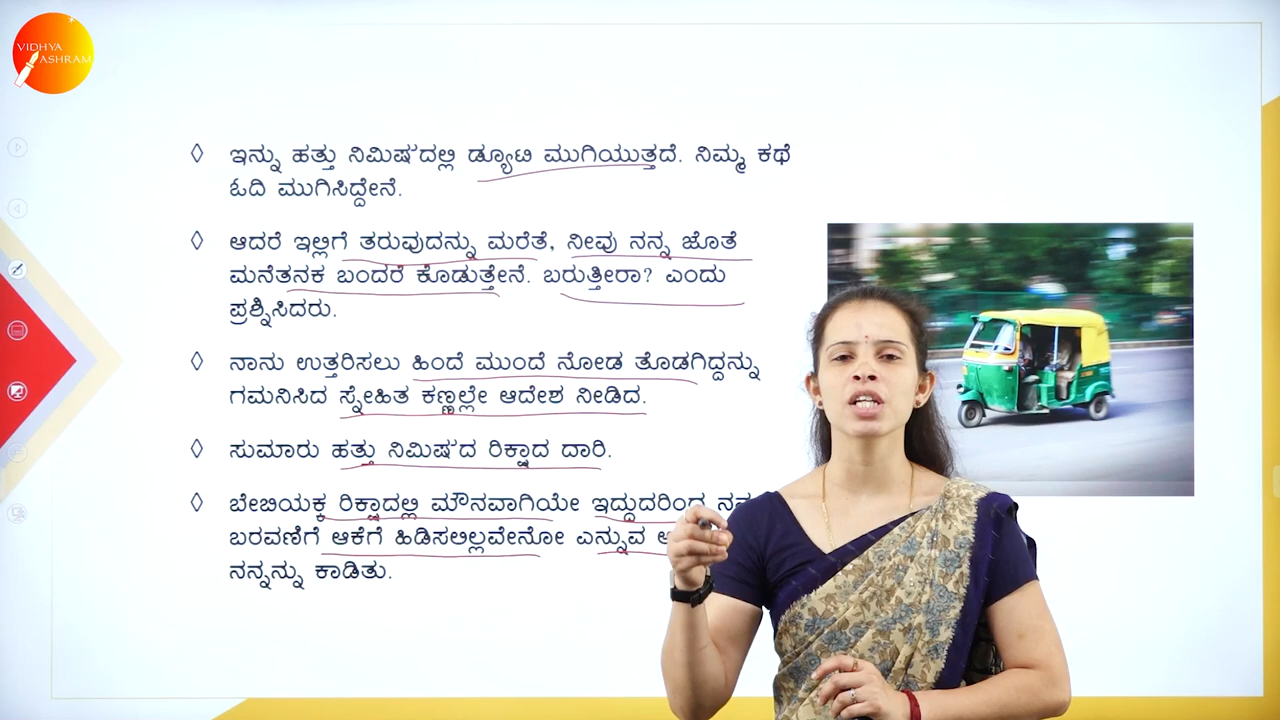 VIDHYA
ASHRAM
◊ ಇನ್ನು ಹತ್ತು ನಿಮಿಷದಲ್ಲಿ ಡ್ಯೂಟಿ ಮುಗಿಯುತ್ತದೆ. ನಿಮ್ಮ ಕಥೆ
ಓದಿ ಮುಗಿಸಿದ್ದೇನೆ.
◊ ಆದರೆ ಇಲ್ಲಿಗೆ ತರುವುದನ್ನು ಮರೆತೆ, ನೀವು ನನ್ನ ಜೊತೆ
ಮನೆತನಕ ಬಂದರೆ ಕೊಡುತ್ತೇನೆ. ಬರುತ್ತೀರಾ? ಎಂದು
ಪ್ರಶ್ನಿಸಿದರು.
◊ ನಾನು ಉತ್ತರಿಸಲು ಹಿಂದೆ ಮುಂದೆ ನೋಡ ತೊಡಗಿದ್ದನ್ನು
ಗಮನಿಸಿದ ಸ್ನೇಹಿತ ಕಣ್ಣಲ್ಲೇ ಆದೇಶ ನೀಡಿದ.
◊ ಸುಮಾರು ಹತ್ತು ನಿಮಿಷದ ರಿಕ್ಷಾದ ದಾರಿ.
◊ ಬೇಬಿಯಕ್ಕ ರಿಕ್ಷಾದಲ್ಲಿ ಮೌನವಾಗಿಯೇ ಇದ್ದುದರಿಂದ
ಬರವಣಿಗೆ ಆಕೆಗೆ ಹಿಡಿಸಲಿಲ್ಲವೇನೋ ಎನ್ನುವ
ನನ್ನನ್ನು ಕಾಡಿತು.